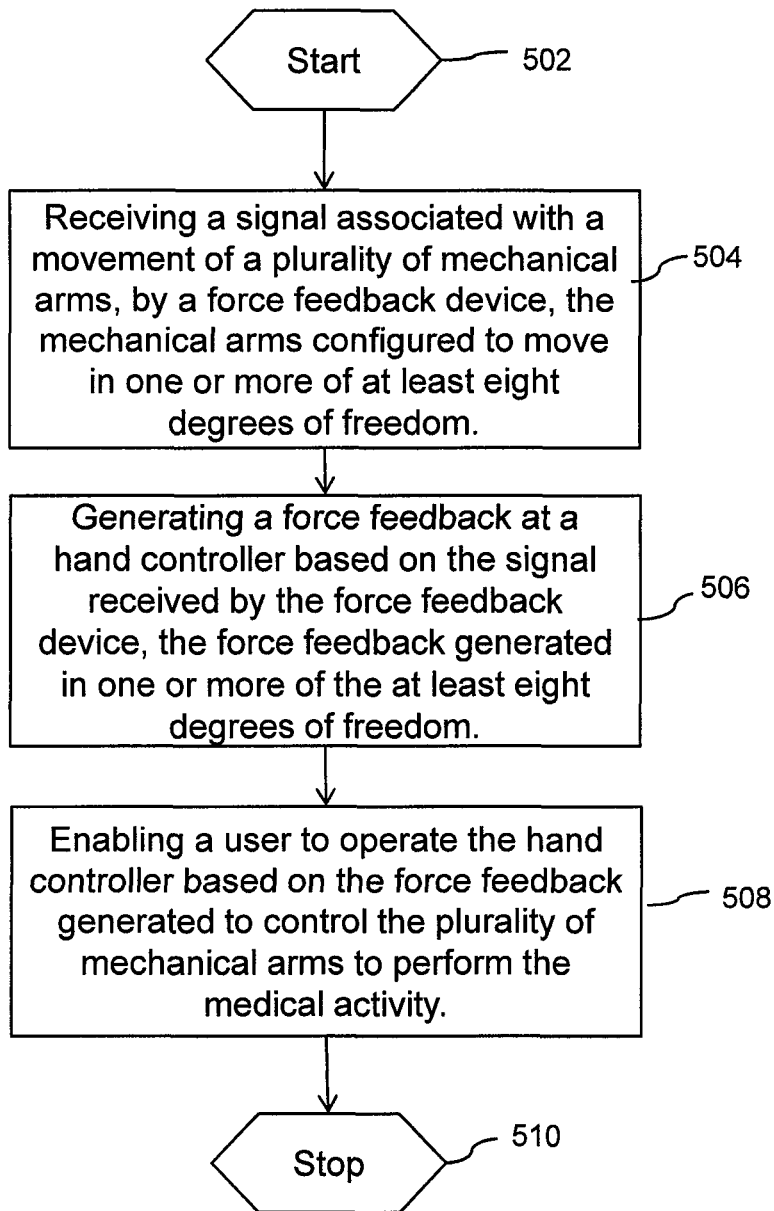 Start
502
Receiving a signal associated with a
movement of a plurality of mechanical
arms, by a force feedback device, the
mechanical arms configured to move
in one or more of at least eight
degrees of freedom.
504
Generating a force feedback at a
hand controller based on the signal
received by the force feedback
device, the force feedback generated
in one or more of the at least eight
degrees of freedom.
506
Enabling a user to operate the hand
controller based on the force feedback
generated to control the plurality of
mechanical arms to perform the
medical activity.
508
Stop
510